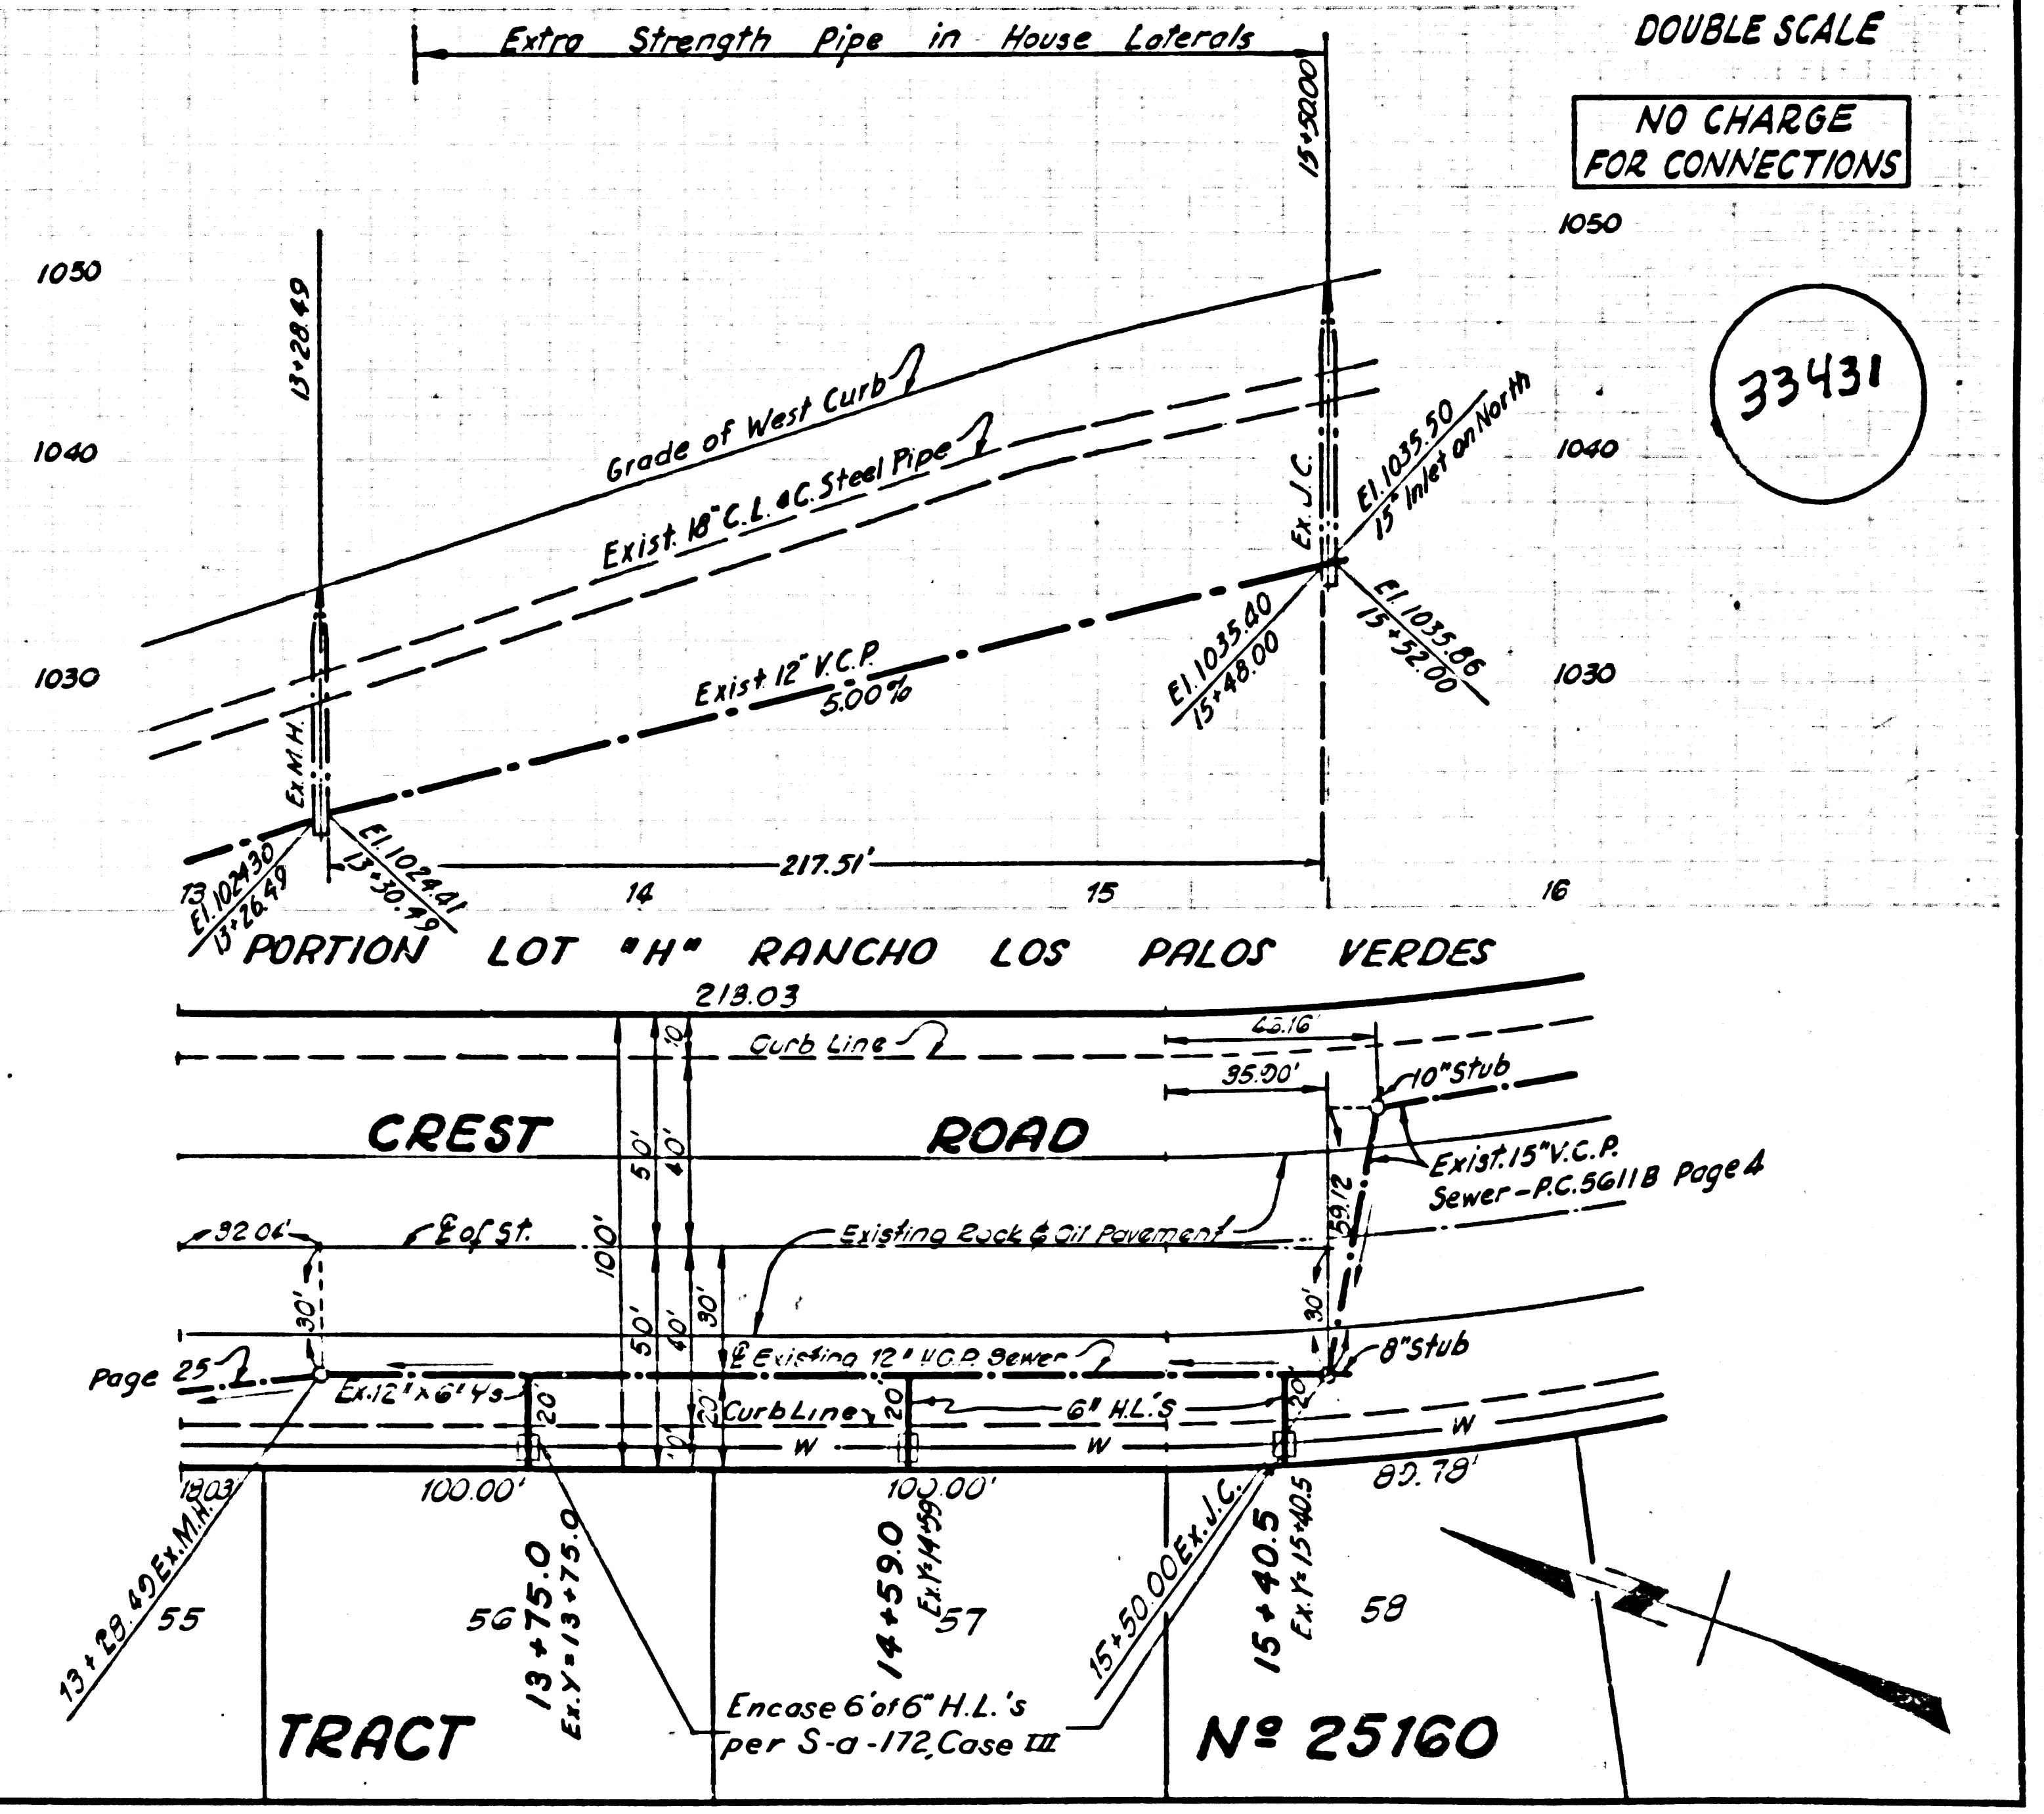 Extra Strength Pipe in House Laterals
DOUBLE SCALE
NO CHARGE
FOR CONNECTIONS
15+50.00
1050
1050
13+28.49
33431
Grade of West Curb
1040
1040
Exist. 18" C.L. & C. Steel Pipe
El. 1035.50
15" Inlet on North
Ex. J.C.
El. 1035.40
15+48.00
El. 1035.86
15+52.00
1030
1030
Exist. 12" V.C.P.
5.00%
Ex. M.H.
El. 1024.30
13+26.49
El. 1024.41
13+30.49
217.51'
13
14
15
16
PORTION LOT "H" RANCHO LOS PALOS VERDES
218.03
Curb Line
10
35.90'
10" Stub
CREST ROAD
50'
40'
100'
59.12
Exist. 15" V.C.P.
Sewer - P.C. 5611B Page 4
32.04'
℄ of St.
Existing Rock & Oil Pavement
30'
50'
40'
30'
30'
Page 25
℄ Existing 12" V.C.P. Sewer
8" Stub
Ex. 12" x 6" Ys
20'
20'
Curb Line
20'
6" H.L.'s
20'
10'
W
W
W
18.03
100.00'
100.00'
89.78'
13+28.49 Ex. M.H.
13+75.0
Ex. Y = 13+75.0
14+59.0
Ex. Y = 14+59
15+50.00 Ex. J.C.
15+40.5
Ex. Y = 15+40.5
55
56
57
58
Encase 6' of 6" H.L.'s
per S-a-172, Case III
TRACT Nº 25160